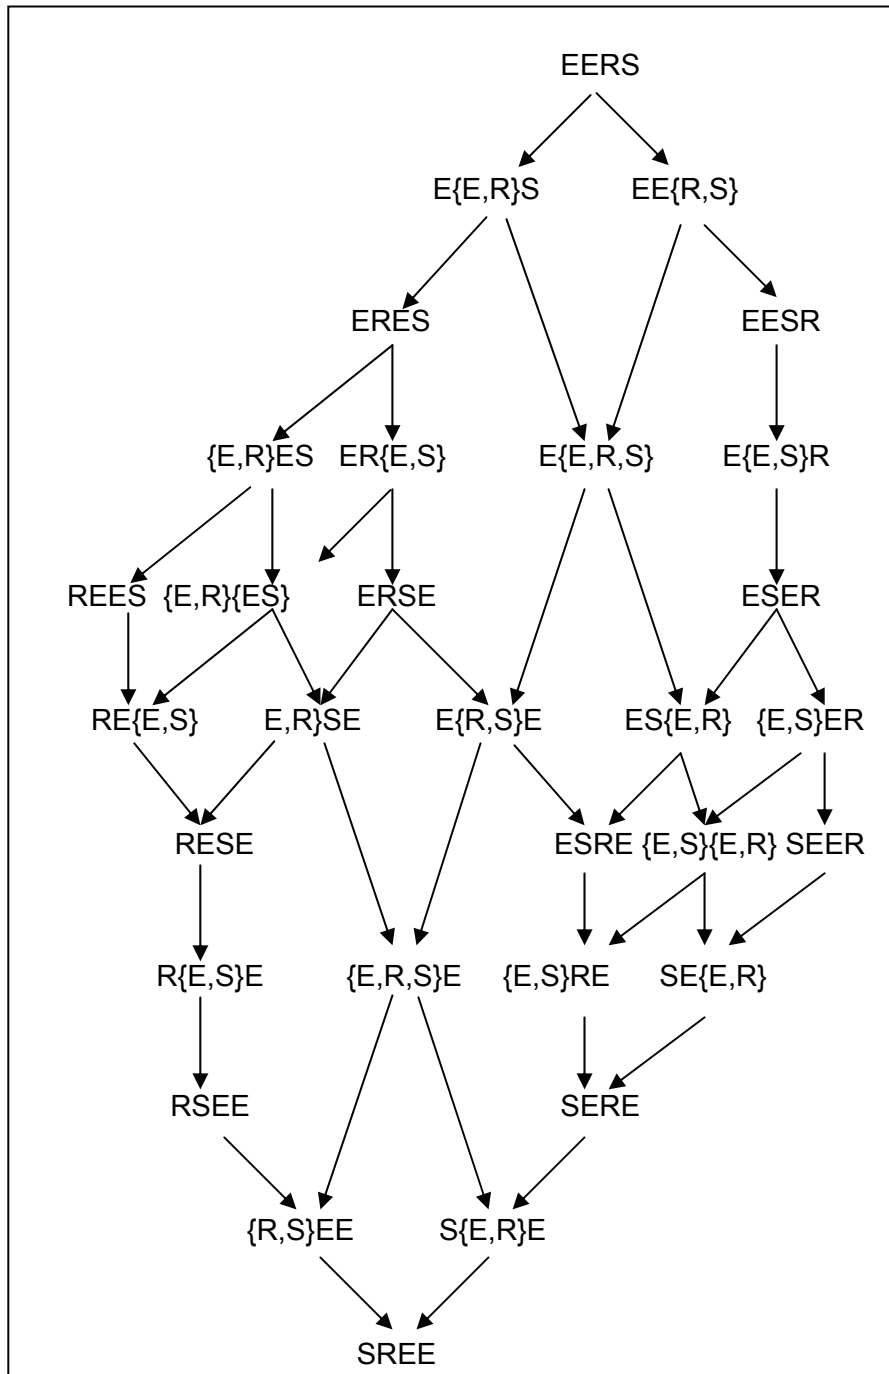 EERS
E{E,R}S EE{R,S}
ERES EESR
{E,R}ES ER{E,S} E{E,R,S} E{E,S}R
REES {E,R}{ES} ERSE ESER
RE{E,S} E,R}SE E{R,S}E ES{E,R} {E,S}ER
RESE ESRE {E,S}{E,R} SEER
R{E,S}E {E,R,S}E {E,S}RE SE{E,R}
RSEE SERE
{R,S}EE S{E,R}E
SREE